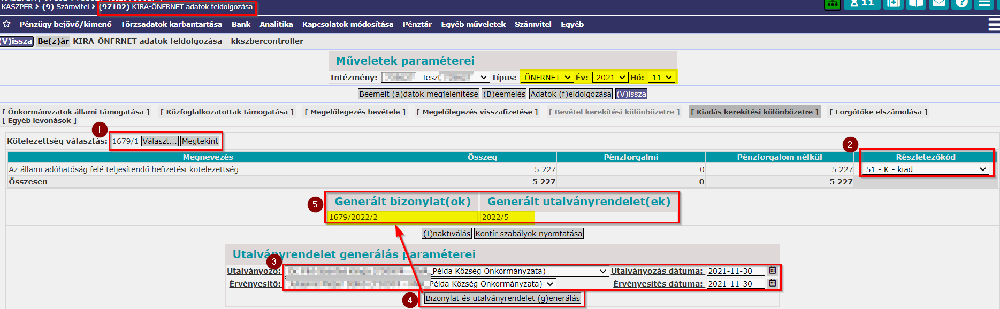 KASZPER > (9) Számvitel > (97102) KIRA-ÖNFRNET adatok feldolgozása
11
Pénzügy bejövő/kimenő Törzsadatok karbantartása Bank Analitika Kapcsolatok módosítása Pénztár Egyéb műveletek Számvitel Egyéb
(V)issza Be(z)ár KIRA-ÖNFRNET adatok feldolgozása - kkszbercontroller
Műveletek paraméterei
Intézmény: - Teszt Típus: ÖNFRNET Év: 2021 Hó: 11
Beemelt (a)datok megjelenítése (B)eemelés Adatok (f)eldolgozása (V)issza
[ Önkormányzatok állami támogatása ] [ Közfoglalkozatottak támogatása ] [ Megelőlegezés bevétele ] [ Megelőlegezés visszafizetése ] [ Bevétel kerekítési különbözetre ] [ Kiadás kerekítési különbözetre ] [ Forgótőke elszámolása ]
[ Egyéb levonások ]
1
Kötelezettség választás: 1679/1 Választ... Megtekint
2
Megnevezés Összeg Pénzforgalmi Pénzforgalom nélkül Részletezőkód
Az állami adóhatóság felé teljesítendő befizetési kötelezettség 5 227 0 5 227 51 - K - kiad
Összesen 5 227 0 5 227
5
Generált bizonylat(ok) Generált utalványrendelet(ek)
1679/2022/2 2022/5
(I)naktiválás Kontír szabályok nyomtatása
Utalványrendelet generálás paraméterei
3
Utalványozó: Példa Község Önkormányzata) Utalványozás dátuma: 2021-11-30
Érvényesítő: Példa Község Önkormányzata) Érvényesítés dátuma: 2021-11-30
4
Bizonylat és utalványrendelet (g)enerálás